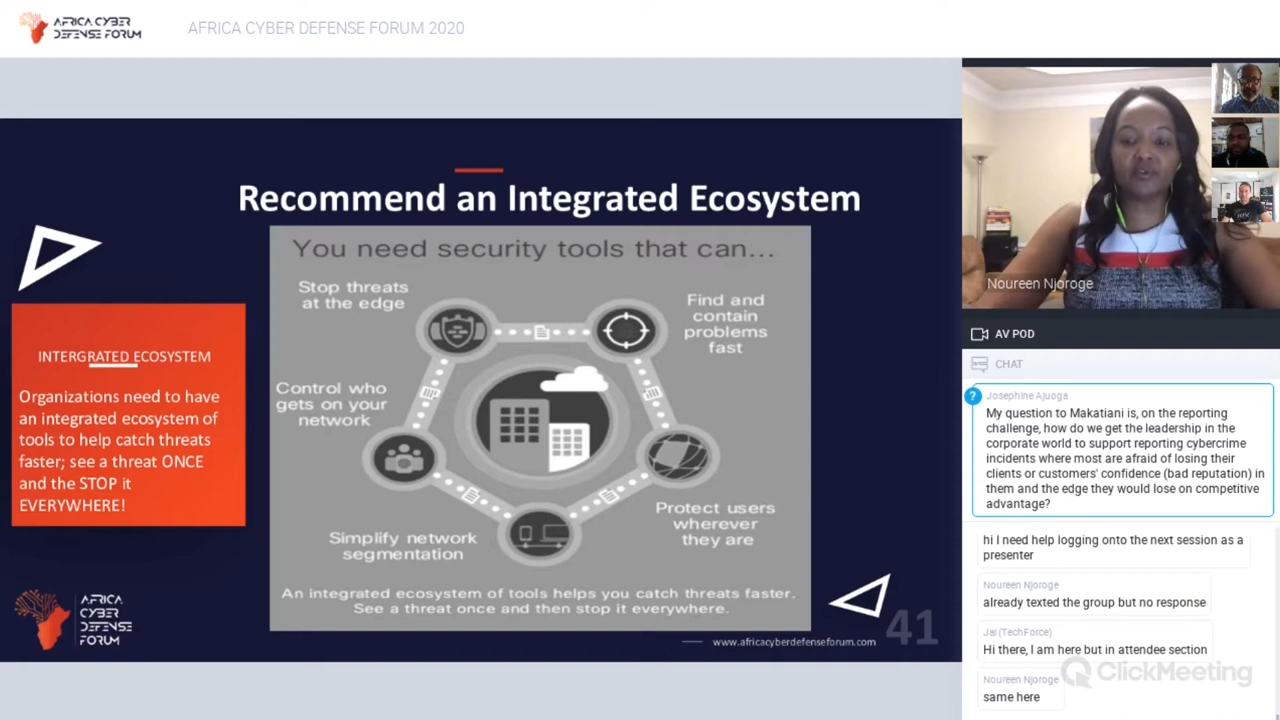 AFRICA CYBER
DEFENSE FORUM
AFRICA CYBER DEFENSE FORUM 2020
Recommend an Integrated Ecosystem
INTERGRATED ECOSYSTEM
Organizations need to have
an integrated ecosystem of
tools to help catch threats
faster; see a threat ONCE
and the STOP it
EVERYWHERE!
You need security tools that can...
Stop threats
at the edge
Find and
contain
problems
fast
Control who
gets on your
network
Protect users
wherever
they are
Simplify network
segmentation
An integrated ecosystem of tools helps you catch threats faster.
See a threat once and then stop it everywhere.
AFRICA
CYBER
DEFENSE
FORUM
www.africacyberdefenseforum.com
41
Noureen Njoroge
AV POD
CHAT
?
Josephine Ajuoga
My question to Makatiani is, on the reporting
challenge, how do we get the leadership in the
corporate world to support reporting cybercrime
incidents where most are afraid of losing their
clients or customers' confidence (bad reputation) in
them and the edge they would lose on competitive
advantage?
hi I need help logging onto the next session as a
presenter
Noureen Njoroge
already texted the group but no response
Jai (TechForce)
Hi there, I am here but in attendee section
Noureen Njoroge
same here
ClickMeeting